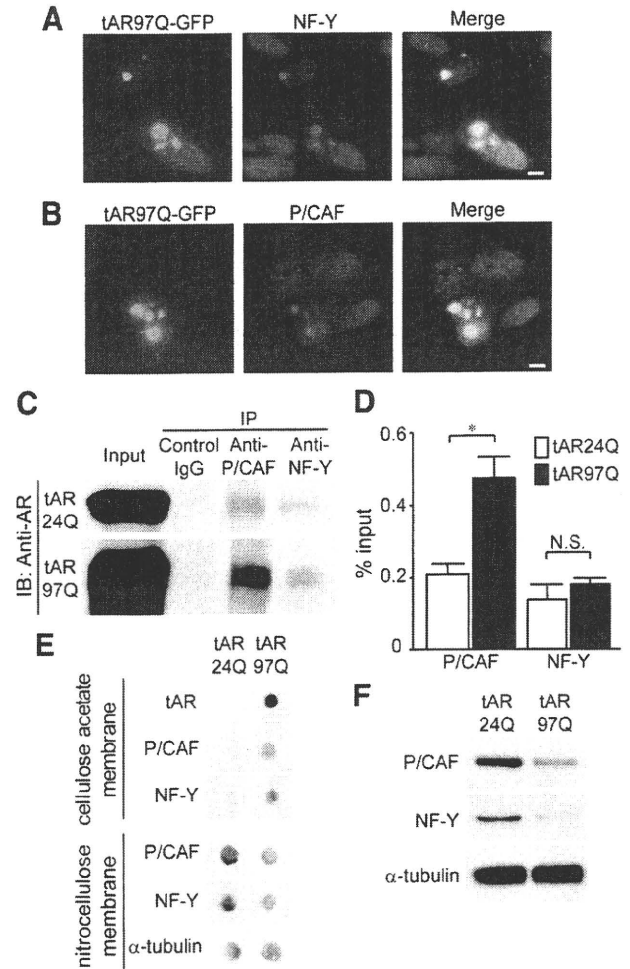 A
tAR97Q-GFP NF-Y Merge
B
tAR97Q-GFP P/CAF Merge
C
IP
Input Control IgG Anti-P/CAF Anti-NF-Y
IB: Anti-AR
tAR 24Q
tAR 97Q
D
% input
0.6
0.4
0.2
0
*
N.S.
tAR24Q
tAR97Q
P/CAF NF-Y
E
tAR 24Q tAR 97Q
cellulose acetate membrane
tAR
P/CAF
NF-Y
nitrocellulose membrane
P/CAF
NF-Y
α-tubulin
F
tAR 24Q tAR 97Q
P/CAF
NF-Y
α-tubulin